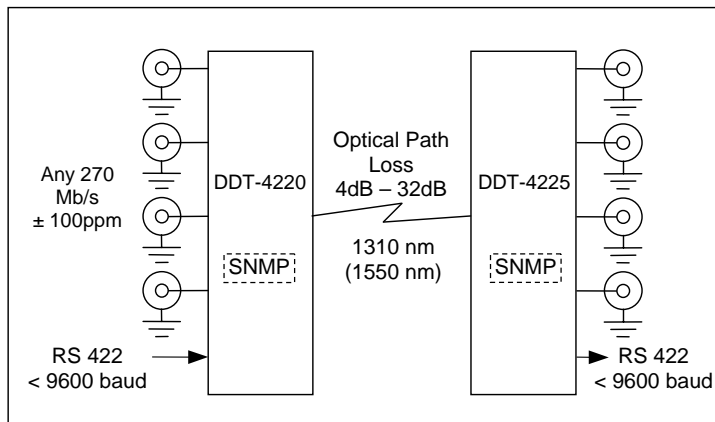 Any 270
Mb/s
± 100ppm
RS 422
< 9600 baud
DDT-4220
SNMP
Optical Path
Loss
4dB – 32dB
1310 nm
(1550 nm)
DDT-4225
SNMP
RS 422
< 9600 baud